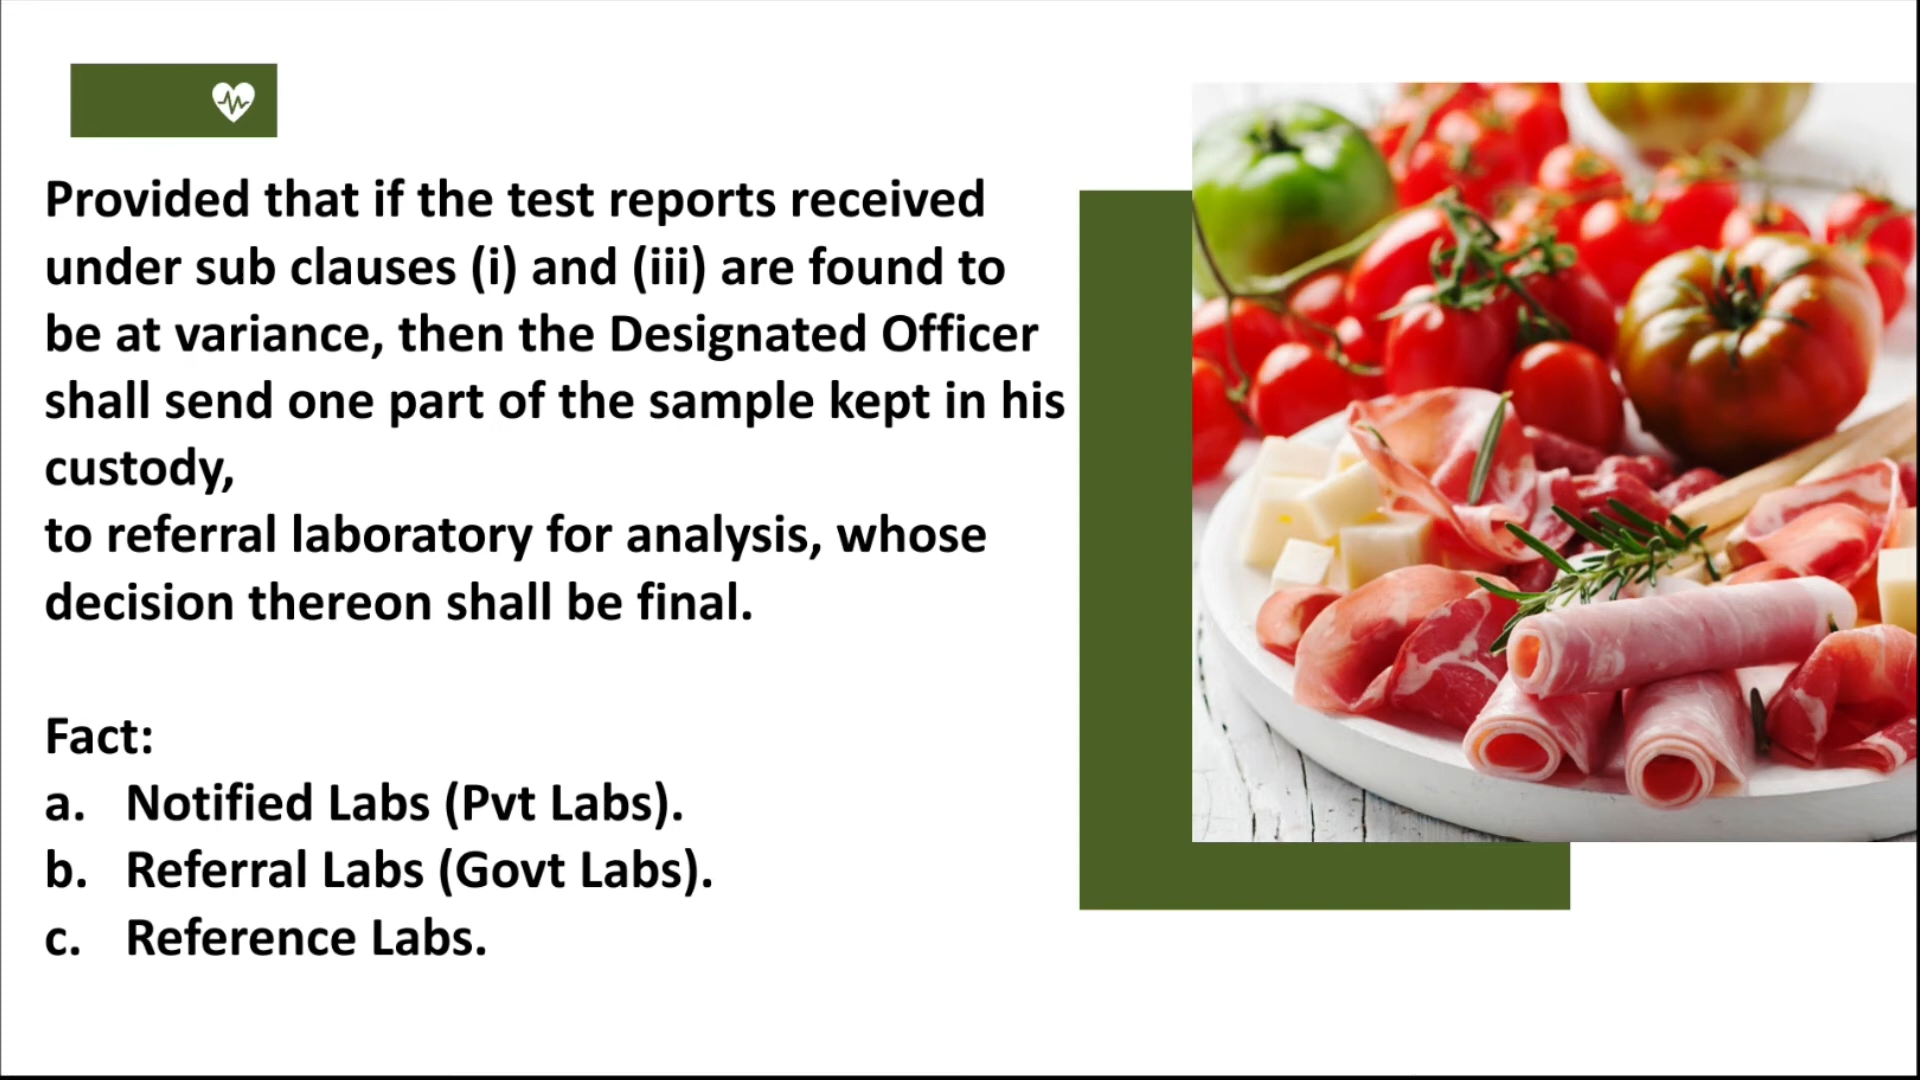 Provided that if the test reports received
under sub clauses (i) and (iii) are found to
be at variance, then the Designated Officer
shall send one part of the sample kept in his
custody,
to referral laboratory for analysis, whose
decision thereon shall be final.
Fact:
a. Notified Labs (Pvt Labs).
b. Referral Labs (Govt Labs).
c. Reference Labs.